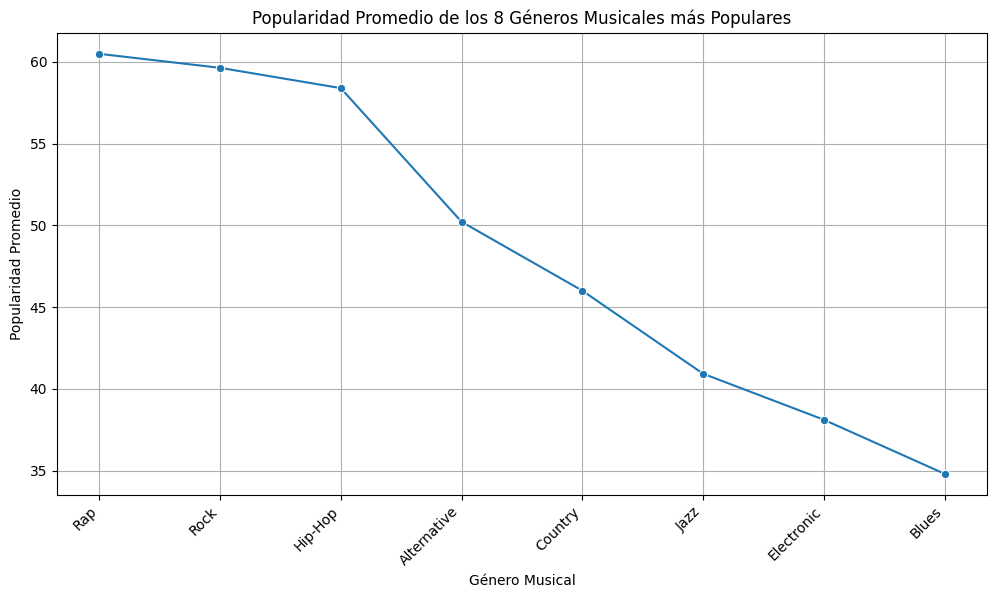 Popularidad Promedio de los 8 Géneros Musicales más Populares
Popularidad Promedio
60
55
50
45
40
35
Rap
Rock
Hip-Hop
Alternative
Country
Jazz
Electronic
Blues
Género Musical